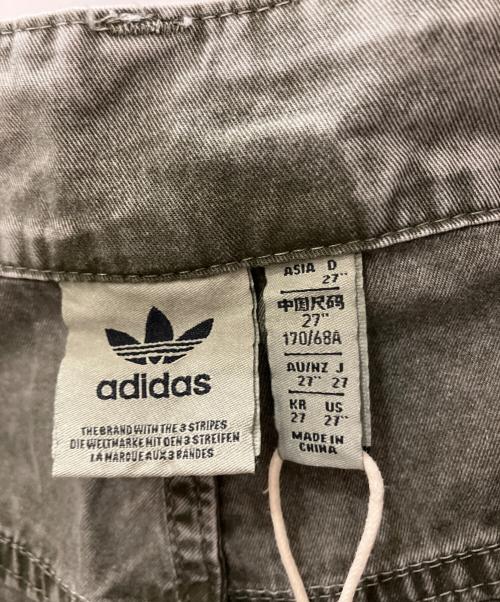 adidas
THE BRAND WITH THE 3 STRIPES
DIE WELTMARKE MIT DEN 3 STREIFEN
LA MARQUE AUX 3 BANDES
ASIA D
27"
中国尺码
27"
170/68A
AU/NZ J
27" 27
KR US
27 27"
MADE IN
CHINA